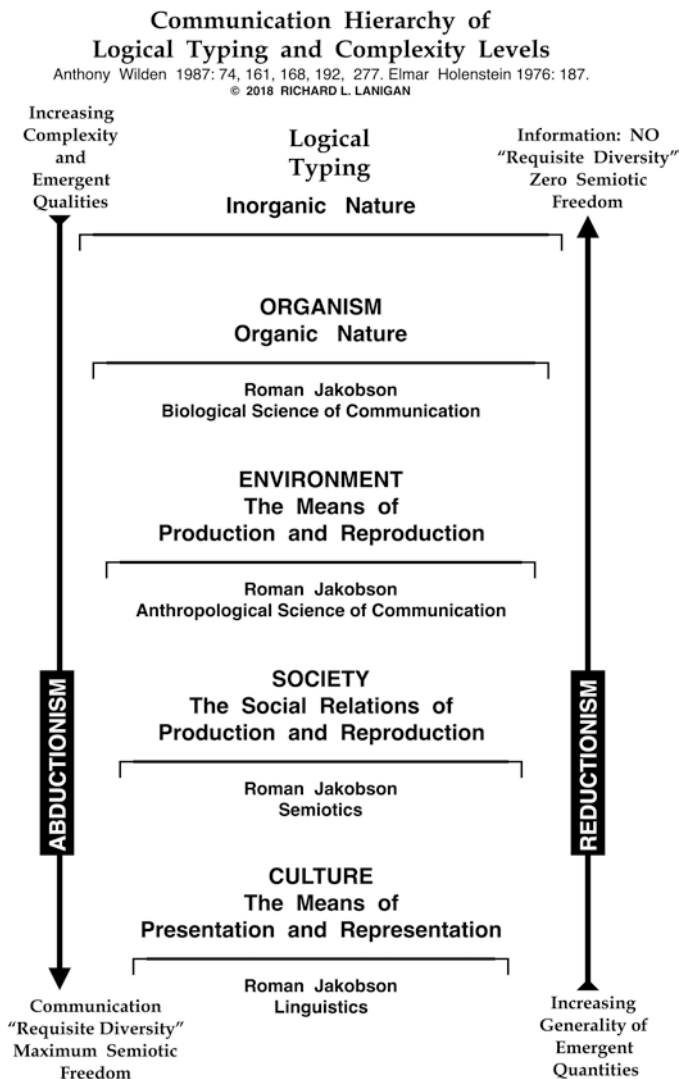 Communication Hierarchy of
Logical Typing and Complexity Levels
Anthony Wilden 1987: 74, 161, 168, 192, 277. Elmar Holenstein 1976: 187.
© 2018 RICHARD L. LANIGAN
Increasing
Complexity
and
Emergent
Qualities
Logical
Typing
Inorganic Nature
Information: NO
“Requisite Diversity”
Zero Semiotic
Freedom
ORGANISM
Organic Nature
Roman Jakobson
Biological Science of Communication
ENVIRONMENT
The Means of
Production and Reproduction
Roman Jakobson
Anthropological Science of Communication
ABDUCTIONISM
SOCIETY
The Social Relations of
Production and Reproduction
REDUCTIONISM
Roman Jakobson
Semiotics
CULTURE
The Means of
Presentation and Representation
Roman Jakobson
Linguistics
Communication
“Requisite Diversity”
Maximum Semiotic
Freedom
Increasing
Generality of
Emergent
Quantities